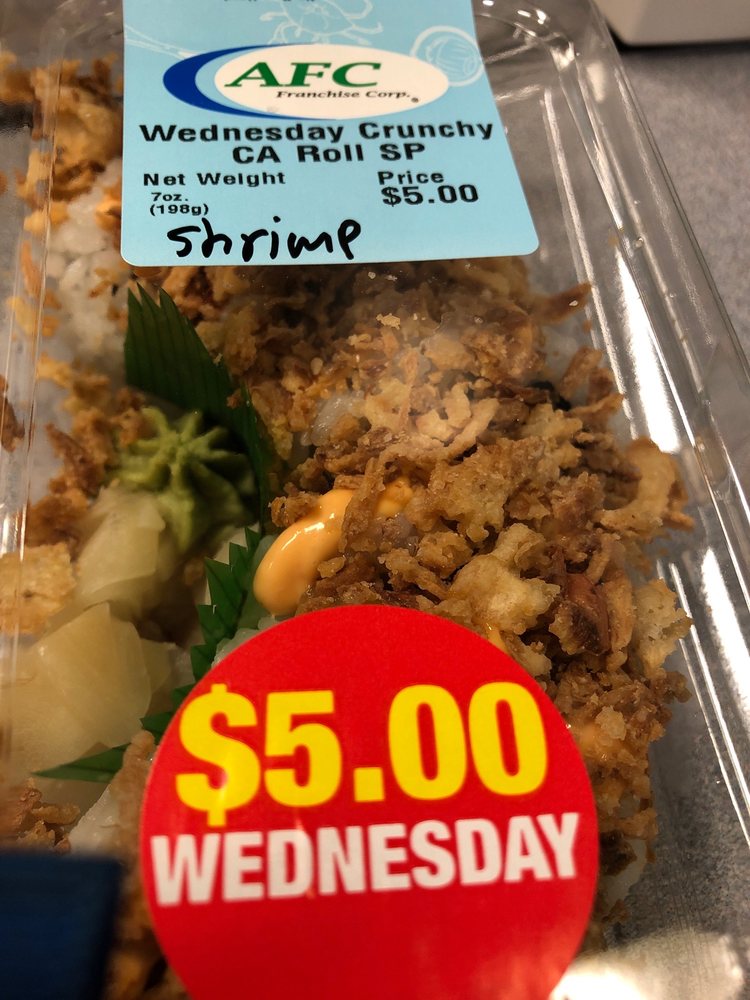 AFC
Franchise Corp.®
Wednesday Crunchy
CA Roll SP
Net Weight Price
7oz. $5.00
(198g)
shrimp
$5.00
WEDNESDAY